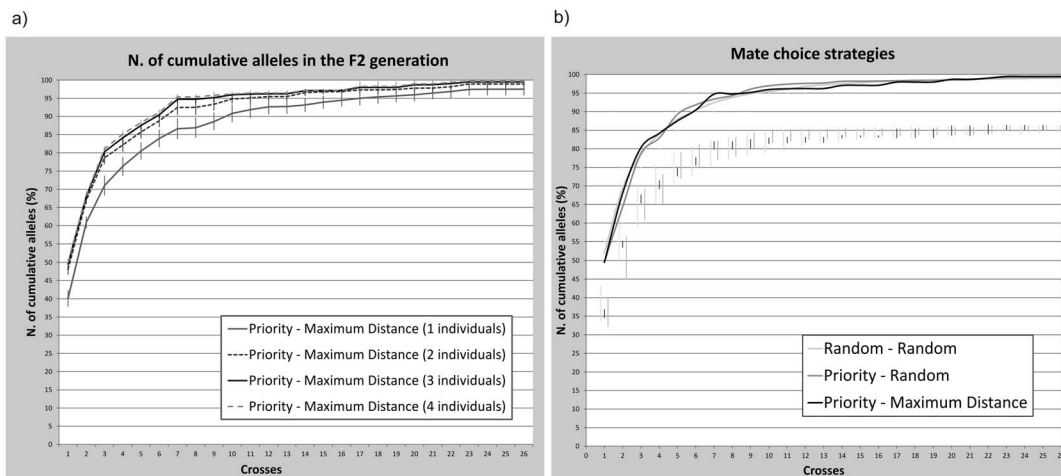 a)
N. of cumulative alleles in the F2 generation
N. of cumulative alleles (%)
100
95
90
85
80
75
70
65
60
55
50
45
40
35
30
25
20
15
10
5
0
1 2 3 4 5 6 7 8 9 10 11 12 13 14 15 16 17 18 19 20 21 22 23 24 25 26
Crosses
Priority - Maximum Distance (1 individuals)
Priority - Maximum Distance (2 individuals)
Priority - Maximum Distance (3 individuals)
Priority - Maximum Distance (4 individuals)
b)
Mate choice strategies
N. of cumulative alleles (%)
100
95
90
85
80
75
70
65
60
55
50
45
40
35
30
25
20
15
10
5
0
0 1 2 3 4 5 6 7 8 9 10 11 12 13 14 15 16 17 18 19 20 21 22 23 24 25
Crosses
Random - Random
Priority - Random
Priority - Maximum Distance